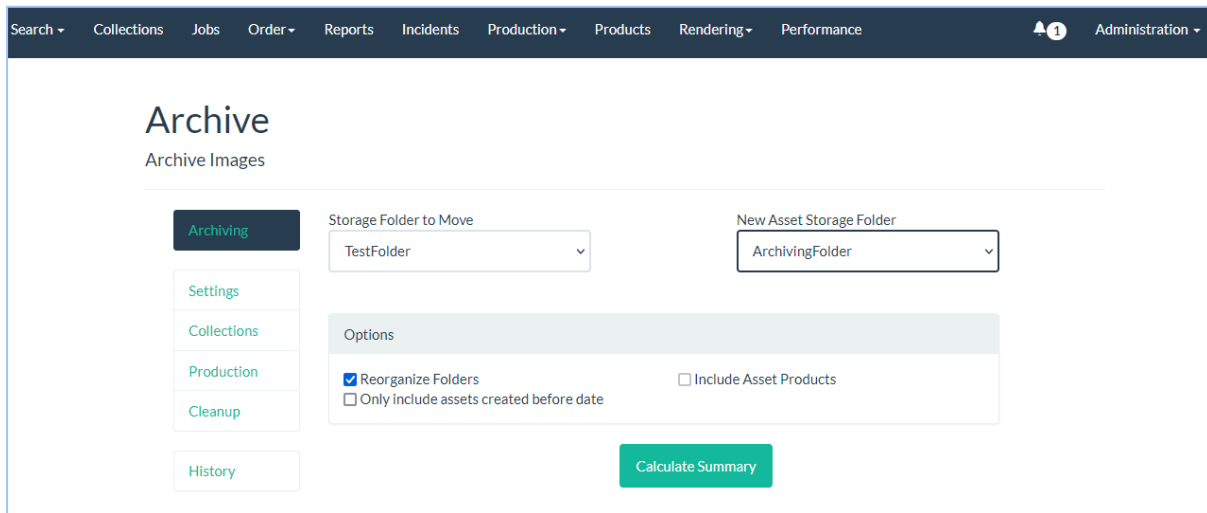 Search Collections Jobs Order Reports Incidents Production Products Rendering Performance 1 Administration
Archive
Archive Images
Archiving
Settings
Collections
Production
Cleanup
History
Storage Folder to Move
TestFolder
New Asset Storage Folder
ArchivingFolder
Options
Reorganize Folders
Include Asset Products
Only include assets created before date
Calculate Summary